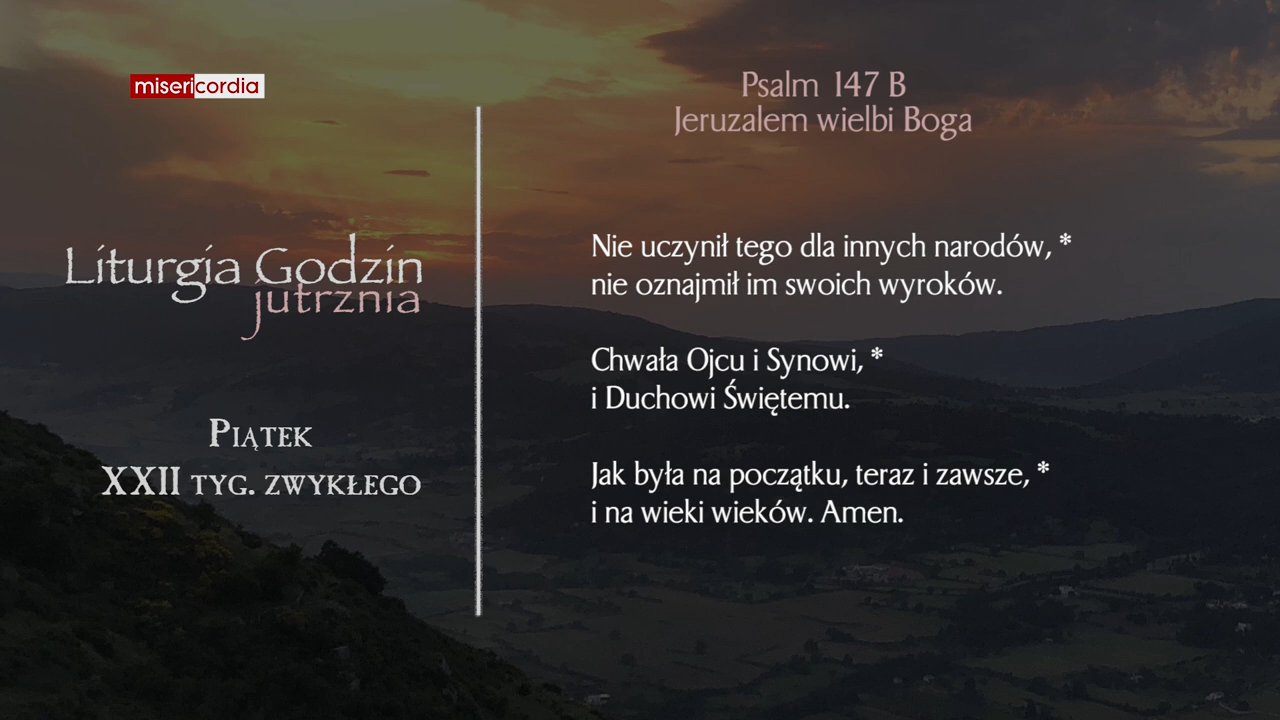 misericordia
Liturgia Godzin
jutrznia
Piątek
XXII tyg. zwykłego
Psalm 147 B
Jeruzalem wielbi Boga
Nie uczynił tego dla innych narodów, *
nie oznajmił im swoich wyroków.
Chwała Ojcu i Synowi, *
i Duchowi Świętemu.
Jak była na początku, teraz i zawsze, *
i na wieki wieków. Amen.